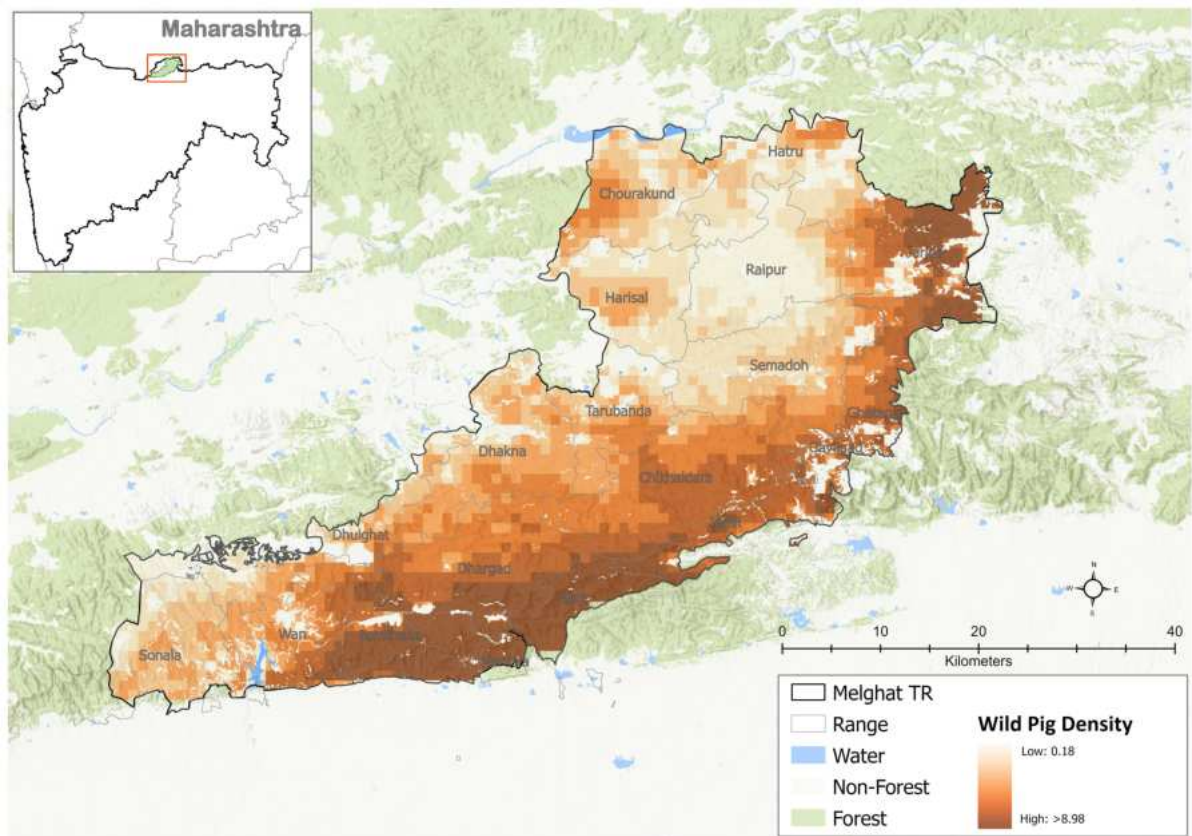 Maharashtra
Hatru
Chourakund
Raipur
Harisal
Semadoh
Tarubanda
Dhakna
Chikhaldara
Dhulghat
Dhargad
Wan
Sonala
N
W E
S
0 10 20 40
Kilometers
Melghat TR
Range
Water
Non-Forest
Forest
Wild Pig Density
Low: 0.18
High: >8.98